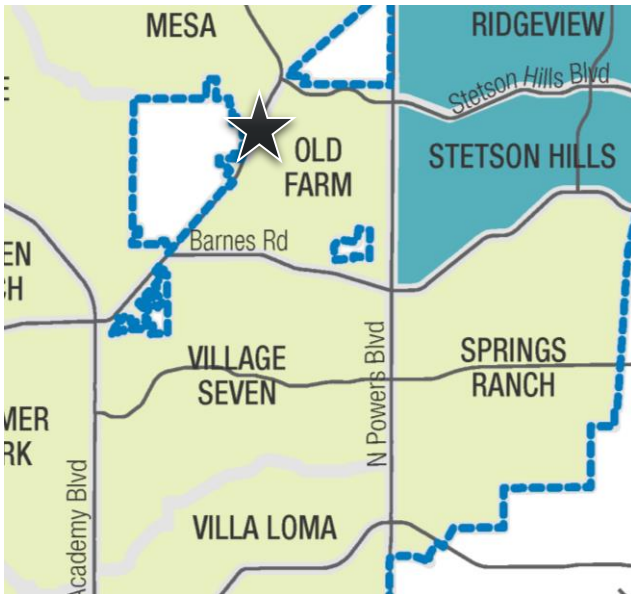 MESA
RIDGEVIEW
Stetson Hills Blvd
OLD
FARM
STETSON HILLS
Barnes Rd
EN
CH
VILLAGE
SEVEN
N Powers Blvd
SPRINGS
RANCH
MER
RK
Academy Blvd
VILLA LOMA